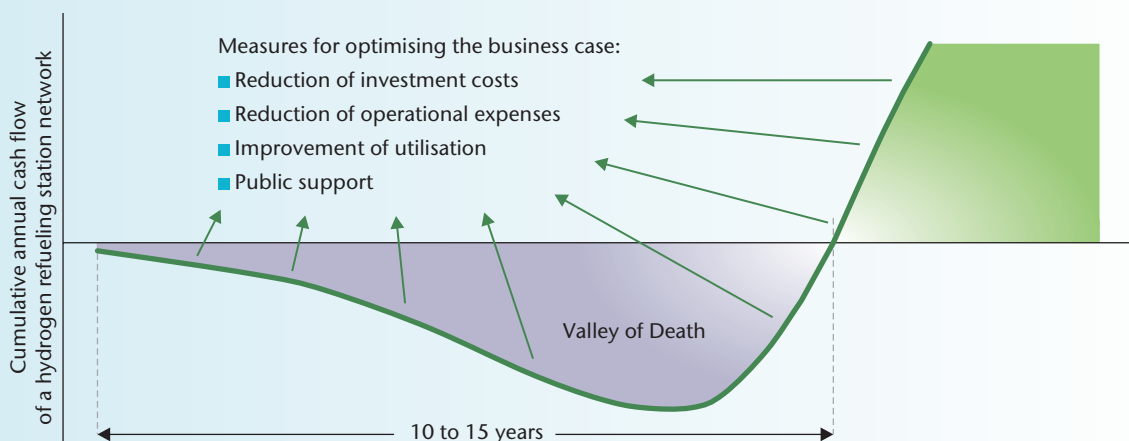 Measures for optimising the business case:
Reduction of investment costs
Reduction of operational expenses
Improvement of utilisation
Public support
Cumulative annual cash flow
of a hydrogen refueling station network
Valley of Death
10 to 15 years